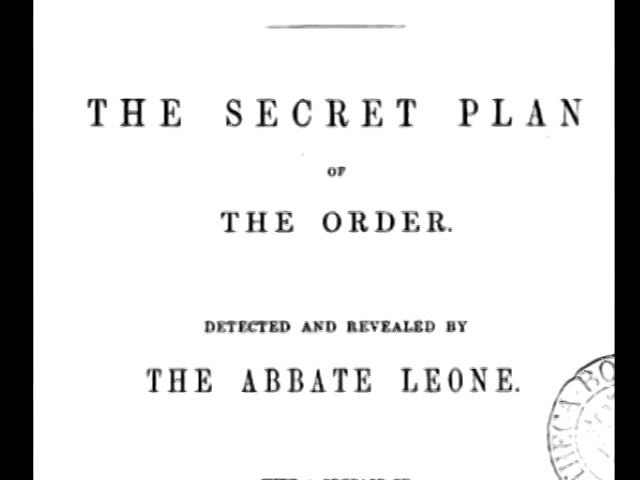 THE SECRET PLAN
OF
THE ORDER.
DETECTED AND REVEALED BY
THE ABBATE LEONE.